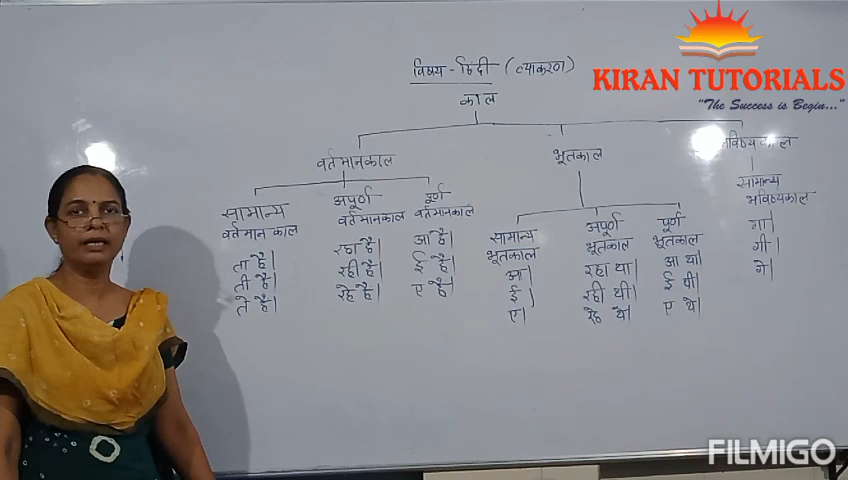 विषय - हिंदी (व्याकरण)
KIRAN TUTORIALS
"The Success is Begin..."
काल
वर्तमानकाल
भूतकाल
भविष्यकाल
सामान्य
वर्तमान काल
ता है।
ती है।
ते है।
अपूर्ण
वर्तमानकाल
रहा है।
रही है।
रहे है।
पूर्ण
वर्तमानकाल
आ है।
ई है।
ए है।
सामान्य
भूतकाल
आ।
ई।
ए।
अपूर्ण
भूतकाल
रहा था।
रही थी।
रहे थे।
पूर्ण
भूतकाल
आ था।
ई थी।
ए थे।
सामान्य
भविष्यकाल
गा।
गी।
गे।
FILMIGO